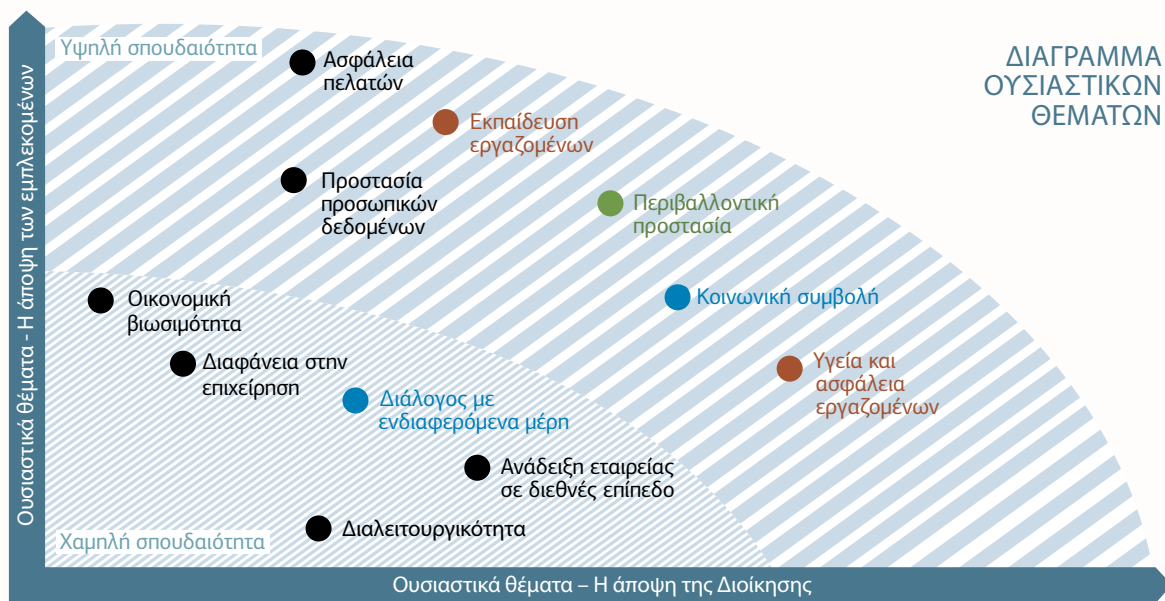 Υψηλή σπουδαιότητα
ΔΙΑΓΡΑΜΜΑ
ΟΥΣΙΑΣΤΙΚΩΝ
ΘΕΜΑΤΩΝ
Ασφάλεια
πελατών
Εκπαίδευση
εργαζομένων
Προστασία
προσωπικών
δεδομένων
Περιβαλλοντική
προστασία
Οικονομική
βιωσιμότητα
Κοινωνική συμβολή
Διαφάνεια στην
επιχείρηση
Υγεία και
ασφάλεια
εργαζομένων
Διάλογος με
ενδιαφερόμενα μέρη
Ανάδειξη εταιρείας
σε διεθνές επίπεδο
Διαλειτουργικότητα
Χαμηλή σπουδαιότητα
Ουσιαστικά θέματα - Η άποψη των εμπλεκομένων
Ουσιαστικά θέματα – Η άποψη της Διοίκησης